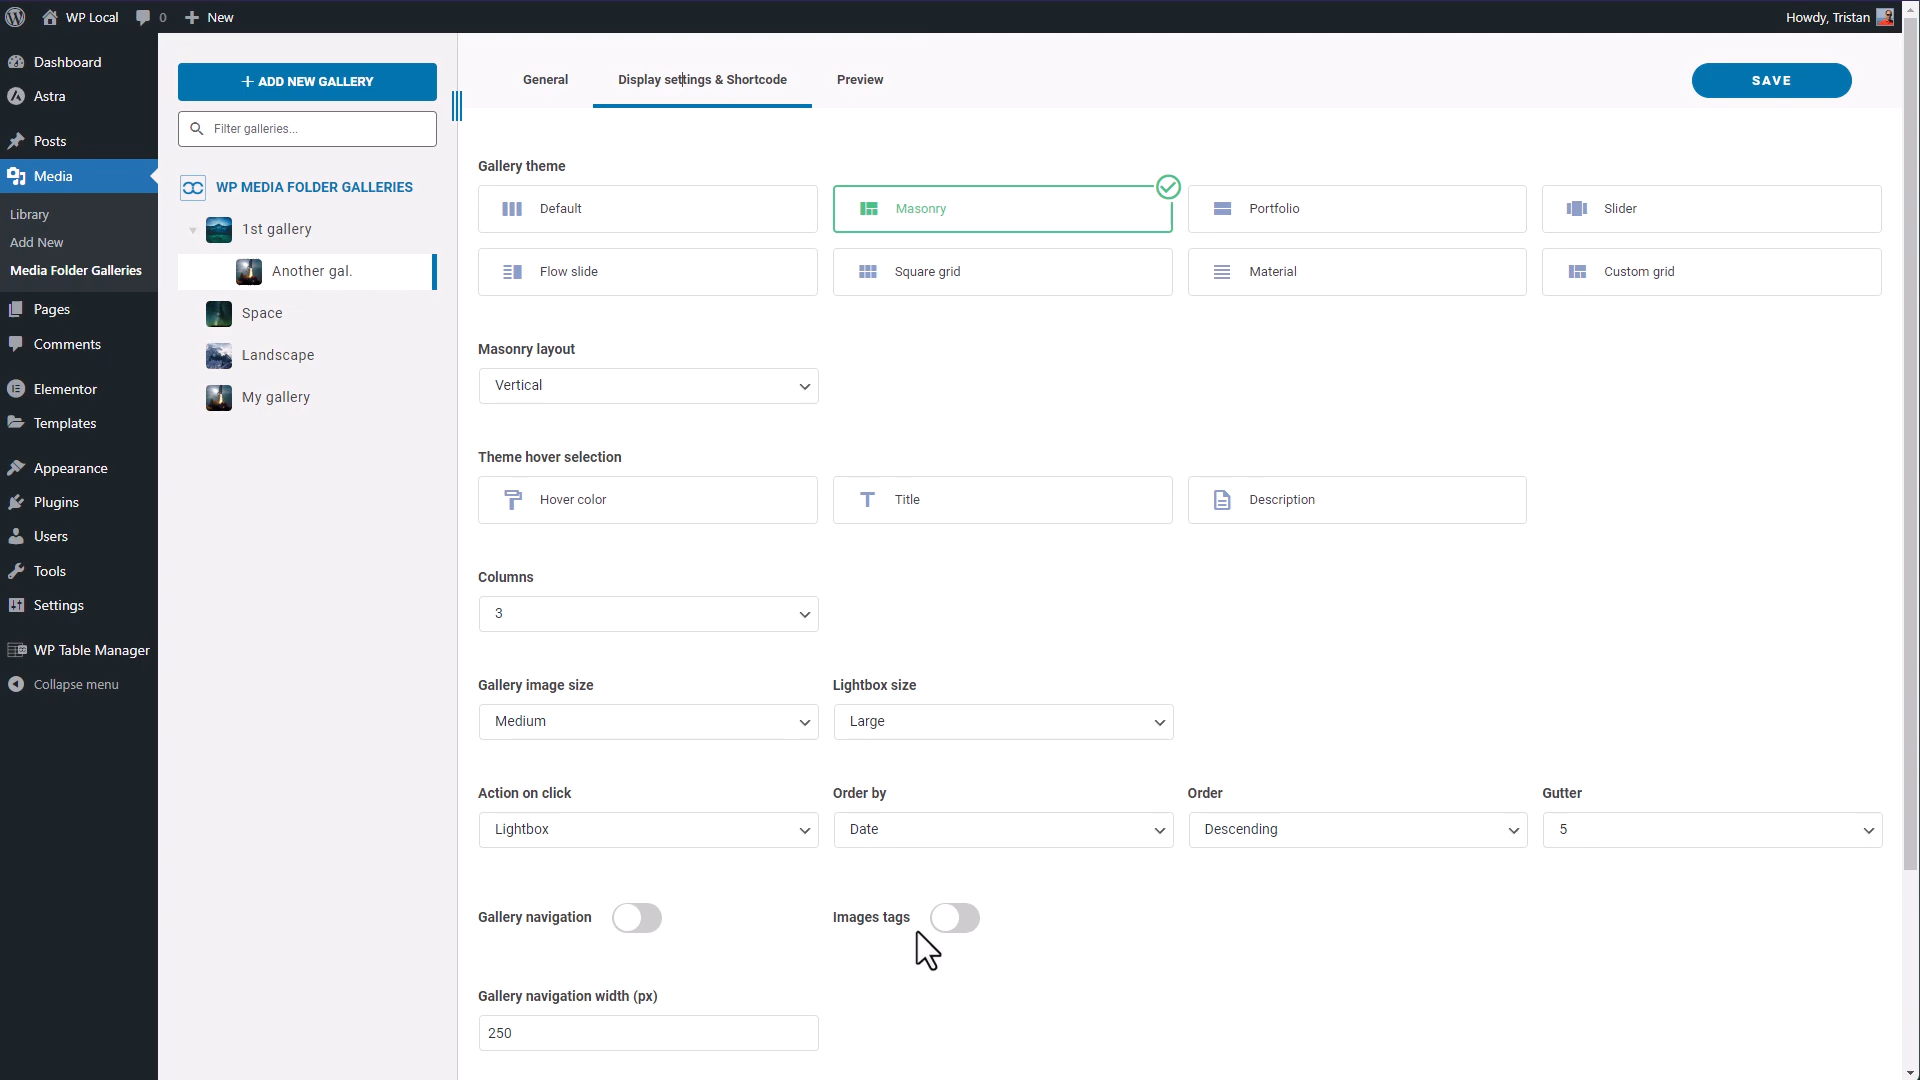 WP Local
0
New
Howdy, Tristan
Dashboard
Astra
Posts
Media
Library
Add New
Media Folder Galleries
Pages
Comments
Elementor
Templates
Appearance
Plugins
Users
Tools
Settings
WP Table Manager
Collapse menu
ADD NEW GALLERY
Filter galleries...
WP MEDIA FOLDER GALLERIES
1st gallery
Another gal.
Space
Landscape
My gallery
General
Display settings & Shortcode
Preview
SAVE
Gallery theme
Default
Masonry
Portfolio
Slider
Flow slide
Square grid
Material
Custom grid
Masonry layout
Vertical
Theme hover selection
Hover color
Title
Description
Columns
3
Gallery image size
Lightbox size
Medium
Large
Action on click
Order by
Order
Gutter
Lightbox
Date
Descending
5
Gallery navigation
Images tags
Gallery navigation width (px)
250